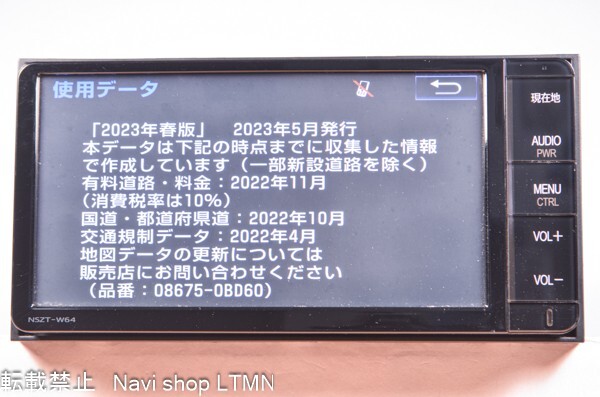 使用データ
「2023年春版」 2023年5月発行
本データは下記の時点までに収集した情報
で作成しています（一部新設道路を除く）
有料道路・料金：2022年11月
(消費税率は10%)
国道・都道府県道：2022年10月
交通規制データ：2022年4月
地図データの更新については
販売店にお問い合わせください
（品番：08675-0BD60）
現在地
AUDIO
PWR
MENU
CTRL
VOL+
VOL-
NSZT-W64
転載禁止 Navi shop LTMN